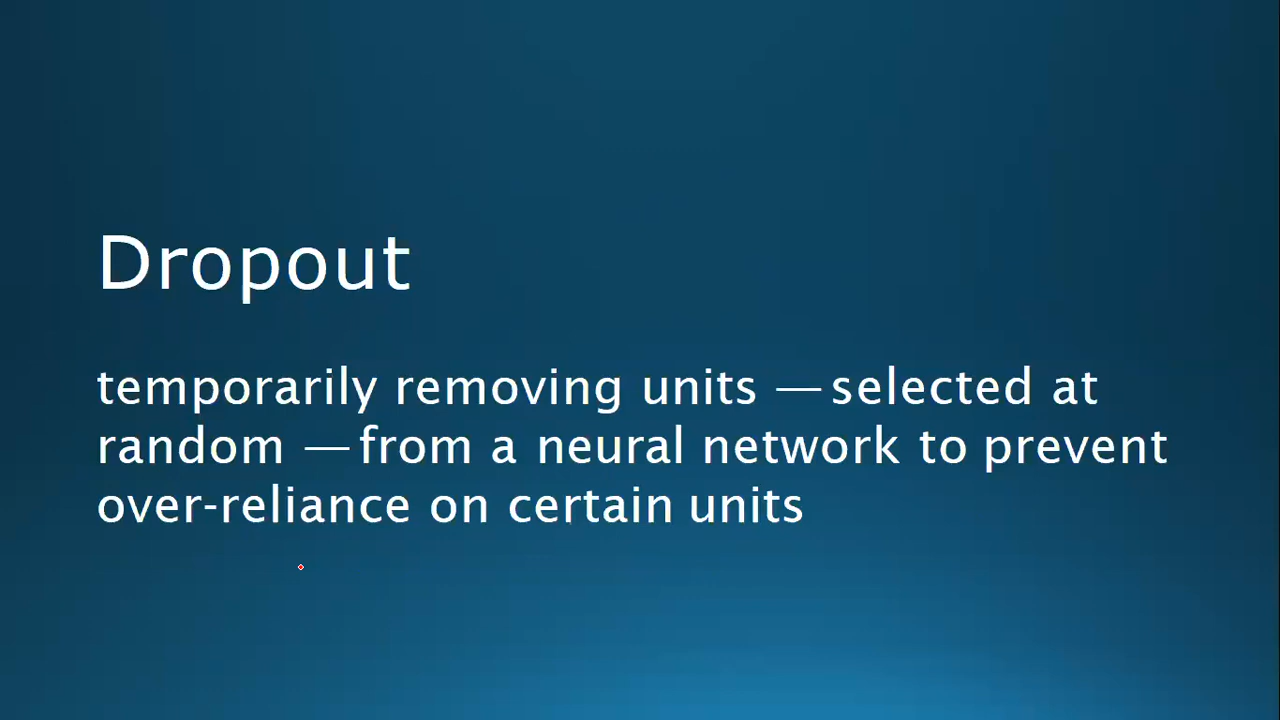 Dropout
temporarily removing units — selected at
random — from a neural network to prevent
over-reliance on certain units